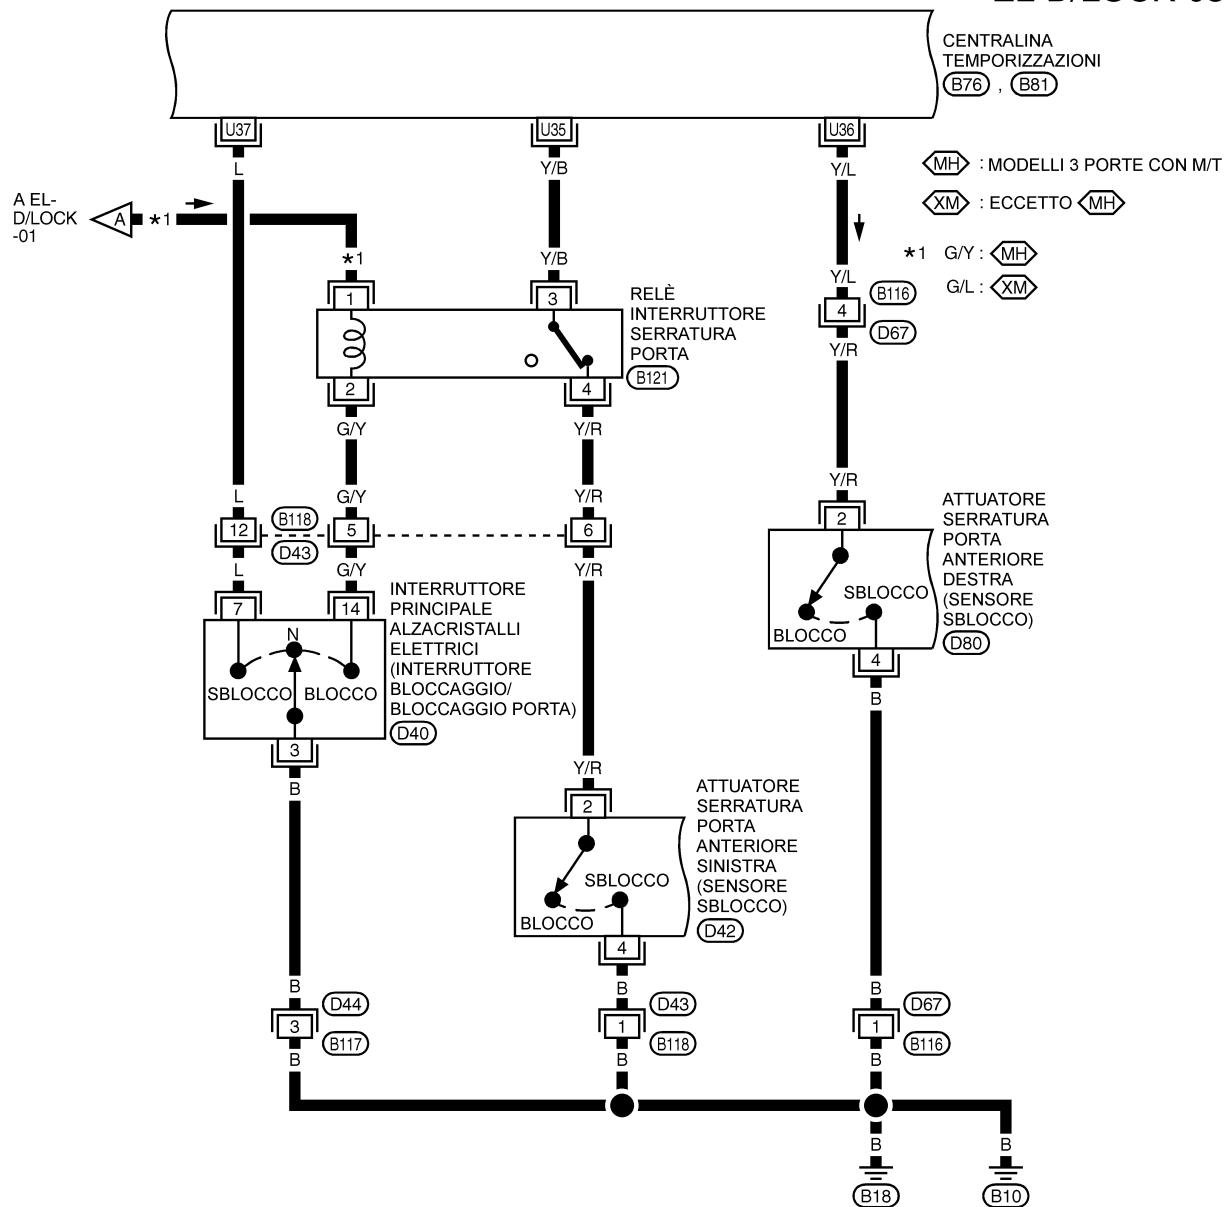 CENTRALINA
TEMPORIZZAZIONI
B76 , B81
U37
U35
U36
L
Y/B
Y/L
MH : MODELLI 3 PORTE CON M/T
XM : ECCETTO MH
*1 G/Y : MH
G/L : XM
A EL-
D/LOCK
-01
A
*1
*1
Y/B
Y/L
1
3
RELÈ
INTERRUTTORE
SERRATURA
PORTA
B121
B116
4
D67
2
4
G/Y
Y/R
Y/R
L
G/Y
Y/R
Y/R
12
B118
5
6
D43
L
G/Y
Y/R
7
14
INTERRUTTORE
PRINCIPALE
ALZACRISTALLI
ELETTRICI
(INTERRUTTORE
BLOCCAGGIO/
BLOCCAGGIO PORTA)
D40
N
SBLOCCO
BLOCCO
3
B
2
ATTUATORE
SERRATURA
PORTA
ANTERIORE
DESTRA
(SENSORE
SBLOCCO)
D80
SBLOCCO
BLOCCO
4
B
Y/R
2
ATTUATORE
SERRATURA
PORTA
ANTERIORE
SINISTRA
(SENSORE
SBLOCCO)
D42
SBLOCCO
BLOCCO
4
B
B
B
D44
3
B117
D43
1
B118
D67
1
B116
B
B
B
B
B
B18
B10